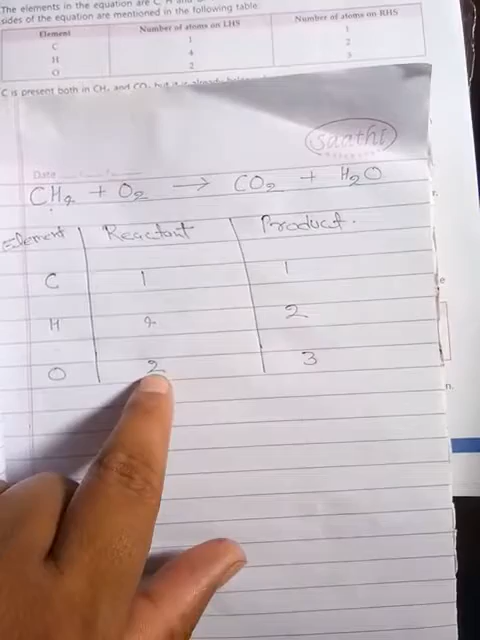 The elements in the equation are C, H and
sides of the equation are mentioned in the following table.
Element Number of atoms on LHS Number of atoms on RHS
C 1 1
H 4 2
O 2 3
C is present both in CH₄ and CO₂ but it is already
saathi
Date
CH₄ + O₂ → CO₂ + H₂O
Element Reactant Product.
C 1 1
H 4 2
O 2 3